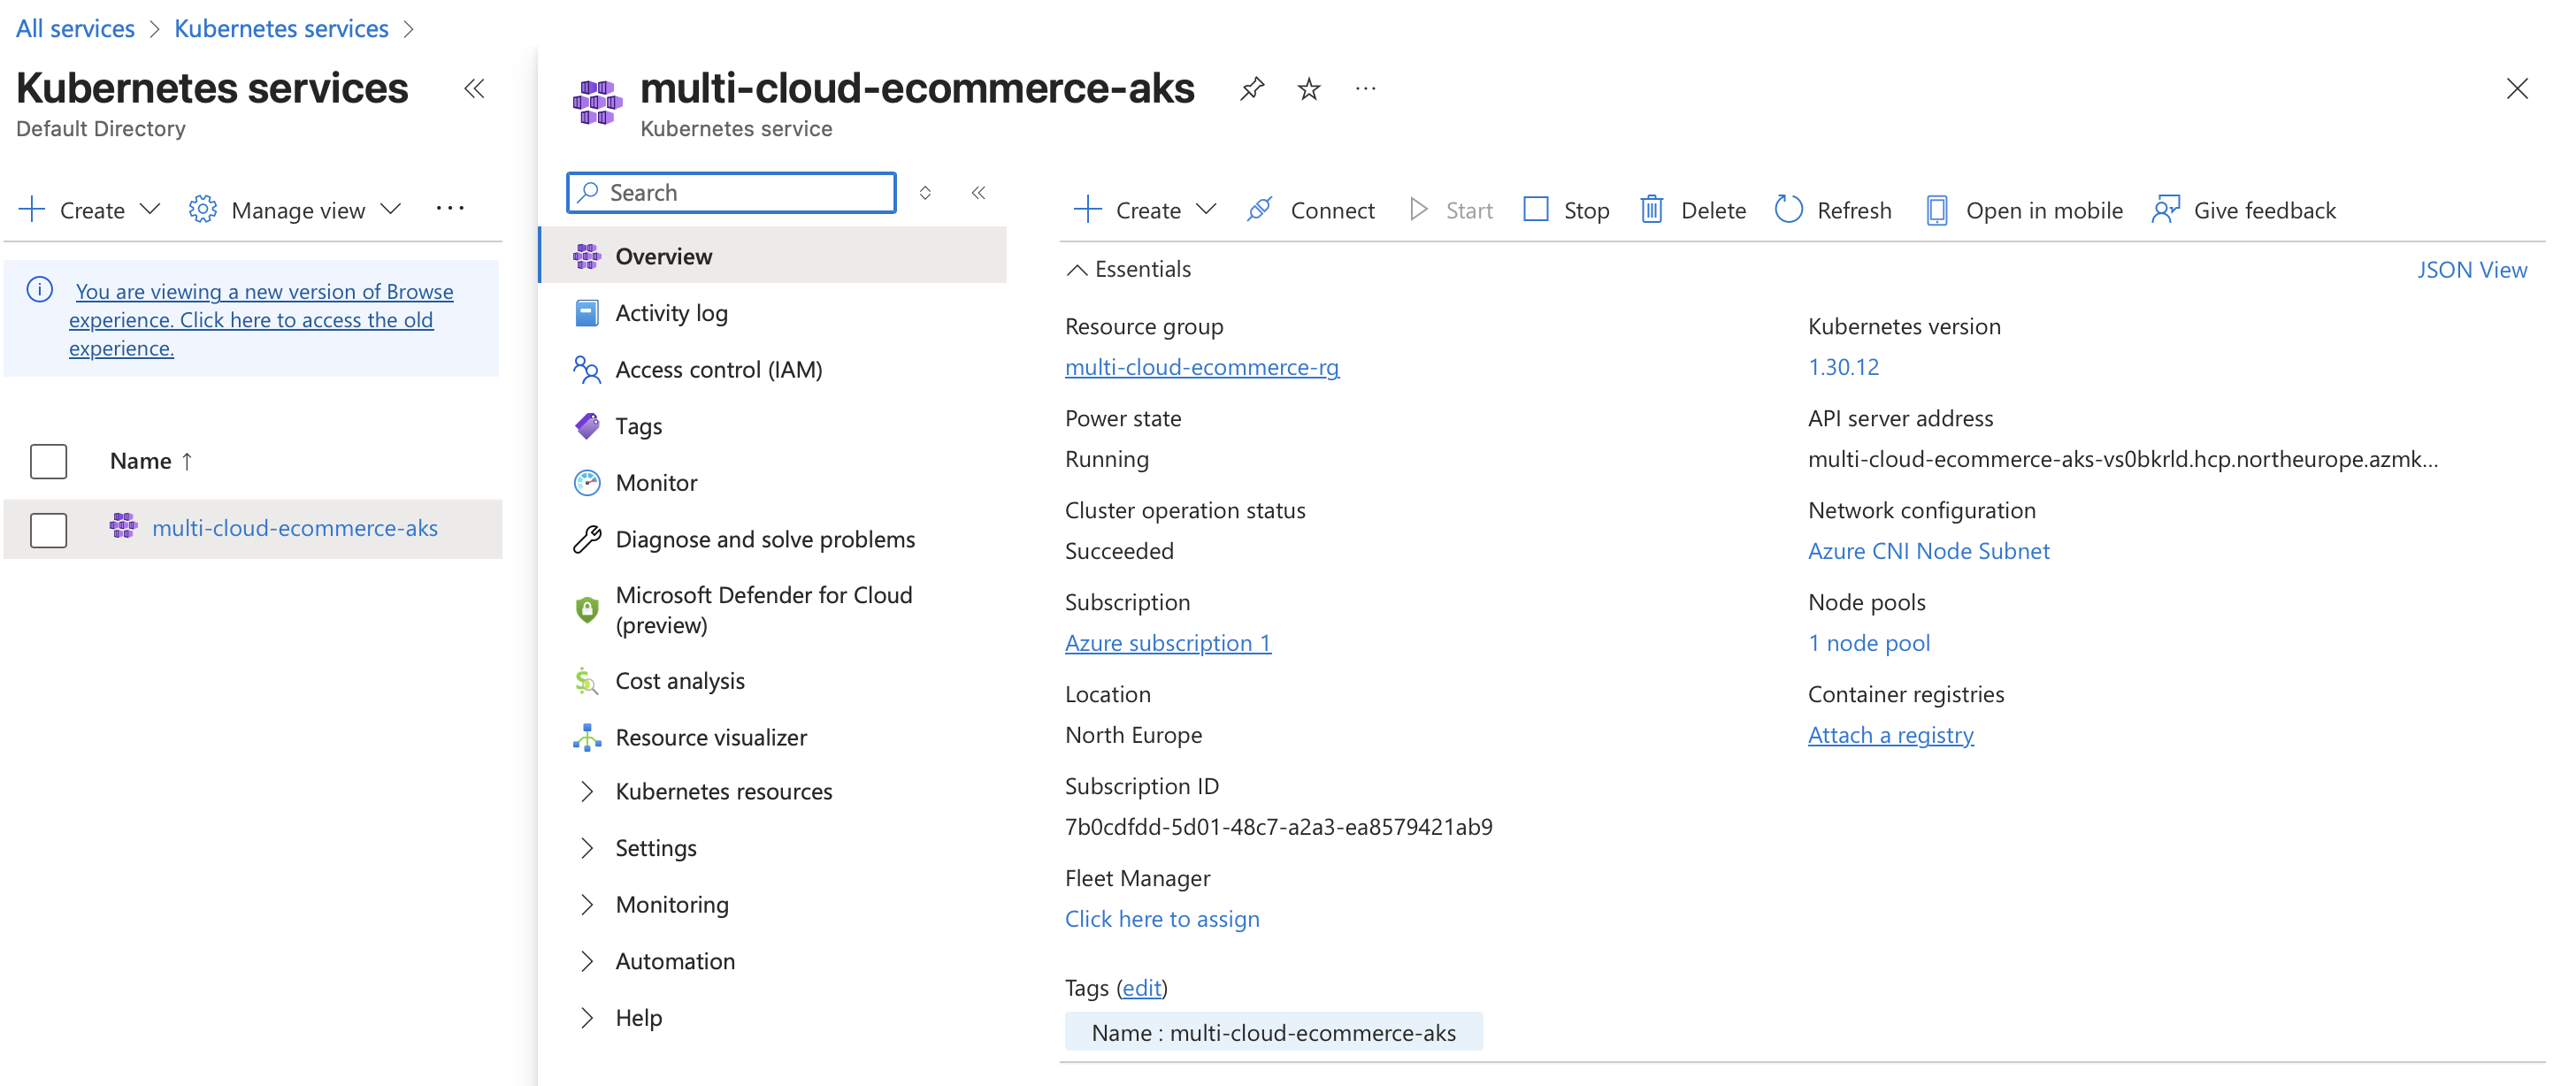 All services > Kubernetes services >
Kubernetes services
Default Directory
Create
Manage view
You are viewing a new version of Browse
experience. Click here to access the old
experience.
Name ↑
multi-cloud-ecommerce-aks
multi-cloud-ecommerce-aks
Kubernetes service
Search
Overview
Activity log
Access control (IAM)
Tags
Monitor
Diagnose and solve problems
Microsoft Defender for Cloud
(preview)
Cost analysis
Resource visualizer
Kubernetes resources
Settings
Monitoring
Automation
Help
Create
Connect
Start
Stop
Delete
Refresh
Open in mobile
Give feedback
Essentials
JSON View
Resource group
multi-cloud-ecommerce-rg
Power state
Running
Cluster operation status
Succeeded
Subscription
Azure subscription 1
Location
North Europe
Subscription ID
7b0cdfdd-5d01-48c7-a2a3-ea8579421ab9
Fleet Manager
Click here to assign
Kubernetes version
1.30.12
API server address
multi-cloud-ecommerce-aks-vs0bkrld.hcp.northeurope.azmk...
Network configuration
Azure CNI Node Subnet
Node pools
1 node pool
Container registries
Attach a registry
Tags (edit)
Name : multi-cloud-ecommerce-aks